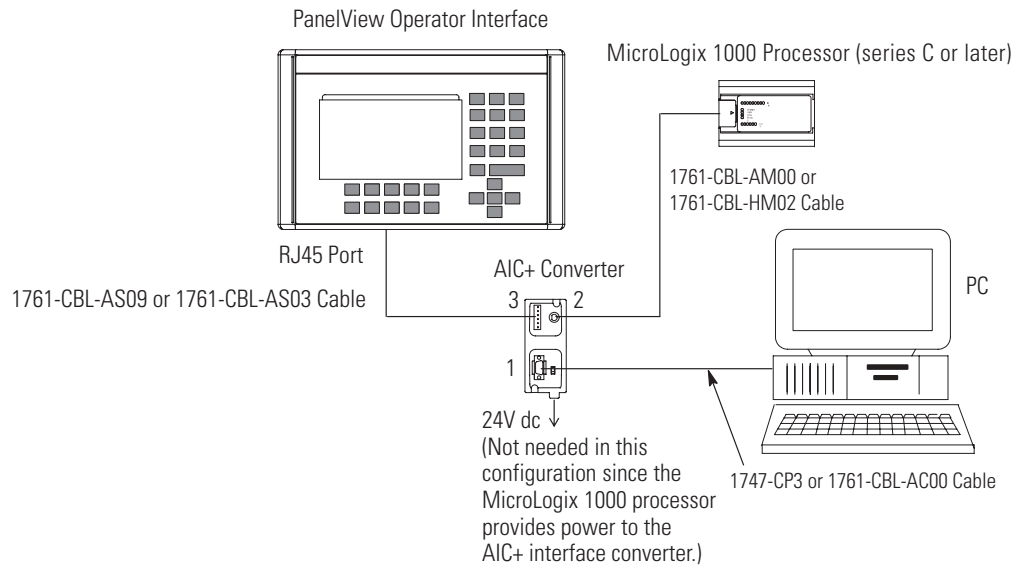 PanelView Operator Interface
MicroLogix 1000 Processor (series C or later)
1761-CBL-AM00 or
1761-CBL-HM02 Cable
RJ45 Port
AIC+ Converter
PC
1761-CBL-AS09 or 1761-CBL-AS03 Cable
3
2
1
24V dc
(Not needed in this
configuration since the
MicroLogix 1000 processor
provides power to the
AIC+ interface converter.)
1747-CP3 or 1761-CBL-AC00 Cable